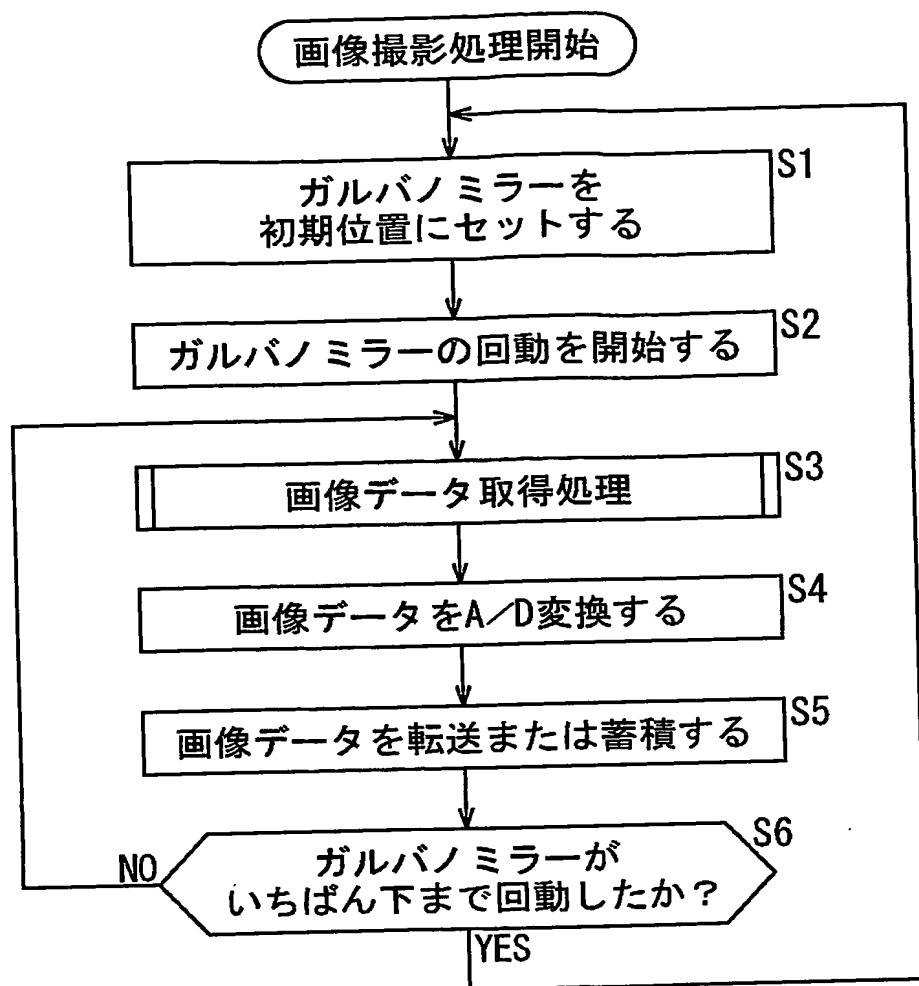 画像撮影処理開始
S1
ガルバノミラーを
初期位置にセットする
S2
ガルバノミラーの回動を開始する
S3
画像データ取得処理
S4
画像データをA/D変換する
S5
画像データを転送または蓄積する
S6
ガルバノミラーが
いちばん下まで回動したか?
NO
YES